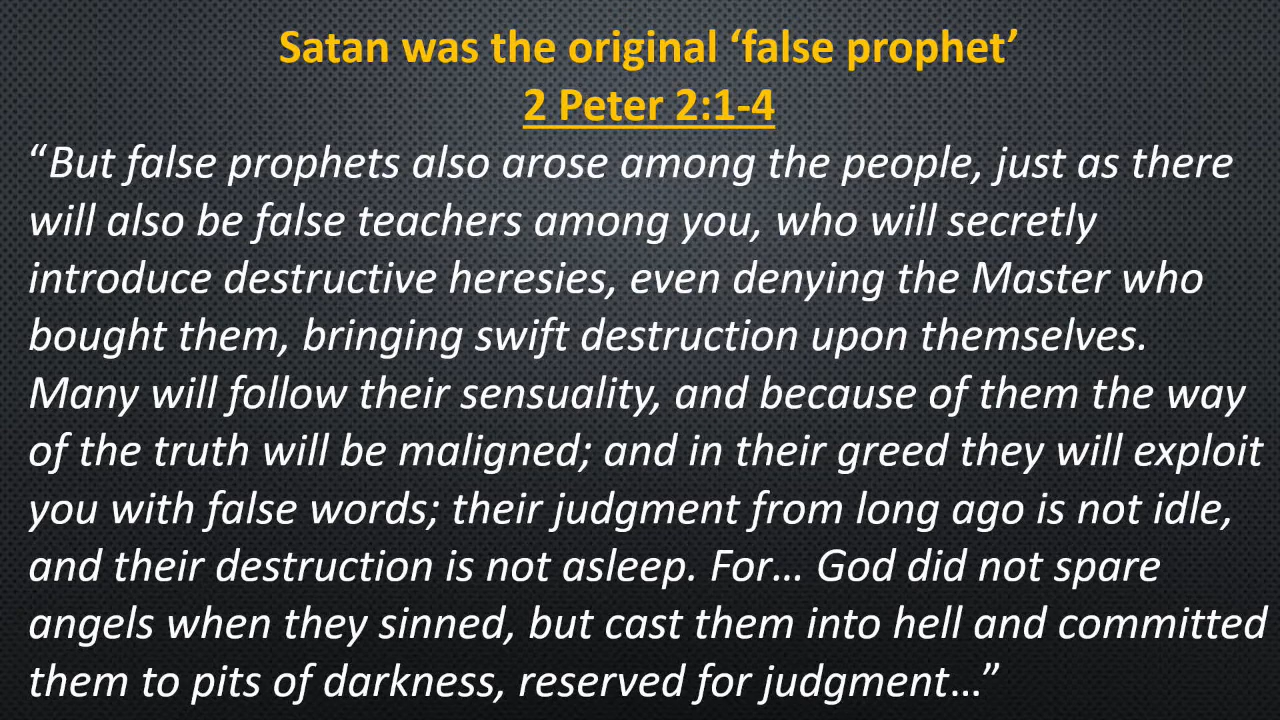 Satan was the original ‘false prophet’
2 Peter 2:1-4
“But false prophets also arose among the people, just as there
will also be false teachers among you, who will secretly
introduce destructive heresies, even denying the Master who
bought them, bringing swift destruction upon themselves.
Many will follow their sensuality, and because of them the way
of the truth will be maligned; and in their greed they will exploit
you with false words; their judgment from long ago is not idle,
and their destruction is not asleep. For… God did not spare
angels when they sinned, but cast them into hell and committed
them to pits of darkness, reserved for judgment…”